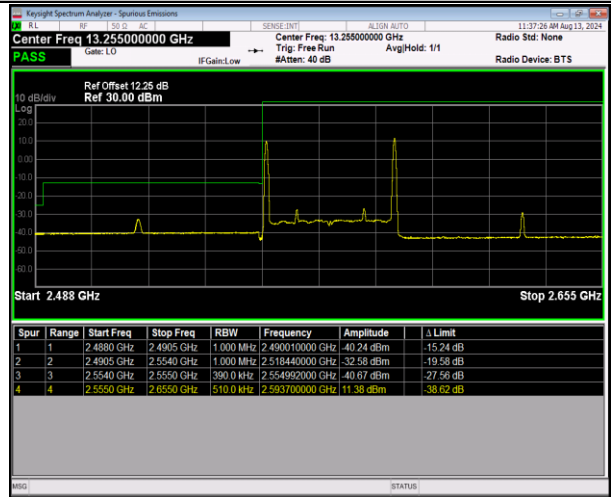 Keysight Spectrum Analyzer - Spurious Emissions
RL RF 50 Ω AC SENSE:INT ALIGN AUTO 11:37:26 AM Aug 13, 2024
Center Freq 13.255000000 GHz Center Freq: 13.255000000 GHz Radio Std: None
Gate: LO Trig: Free Run Avg|Hold: 1/1
PASS IFGain:Low #Atten: 40 dB Radio Device: BTS
Ref Offset 12.25 dB
10 dB/div Ref 30.00 dBm
Log
20.0
10.0
0.00
-10.0
-20.0
-30.0
-40.0
-50.0
-60.0
Start 2.488 GHz Stop 2.655 GHz
Spur Range Start Freq Stop Freq RBW Frequency Amplitude Δ Limit
1 1 2.4880 GHz 2.4905 GHz 1.000 MHz 2.490010000 GHz -40.24 dBm -15.24 dB
2 2 2.4905 GHz 2.5540 GHz 1.000 MHz 2.518440000 GHz -32.58 dBm -19.58 dB
3 3 2.5540 GHz 2.5550 GHz 390.0 kHz 2.554992000 GHz -40.67 dBm -27.56 dB
4 4 2.5550 GHz 2.6550 GHz 510.0 kHz 2.593700000 GHz 11.38 dBm -38.62 dB
MSG STATUS